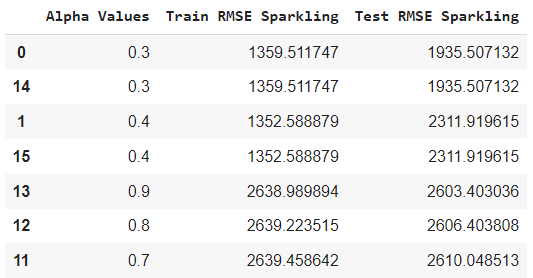 Alpha Values Train RMSE Sparkling Test RMSE Sparkling
0 0.3 1359.511747 1935.507132
14 0.3 1359.511747 1935.507132
1 0.4 1352.588879 2311.919615
15 0.4 1352.588879 2311.919615
13 0.9 2638.989894 2603.403036
12 0.8 2639.223515 2606.403808
11 0.7 2639.458642 2610.048513